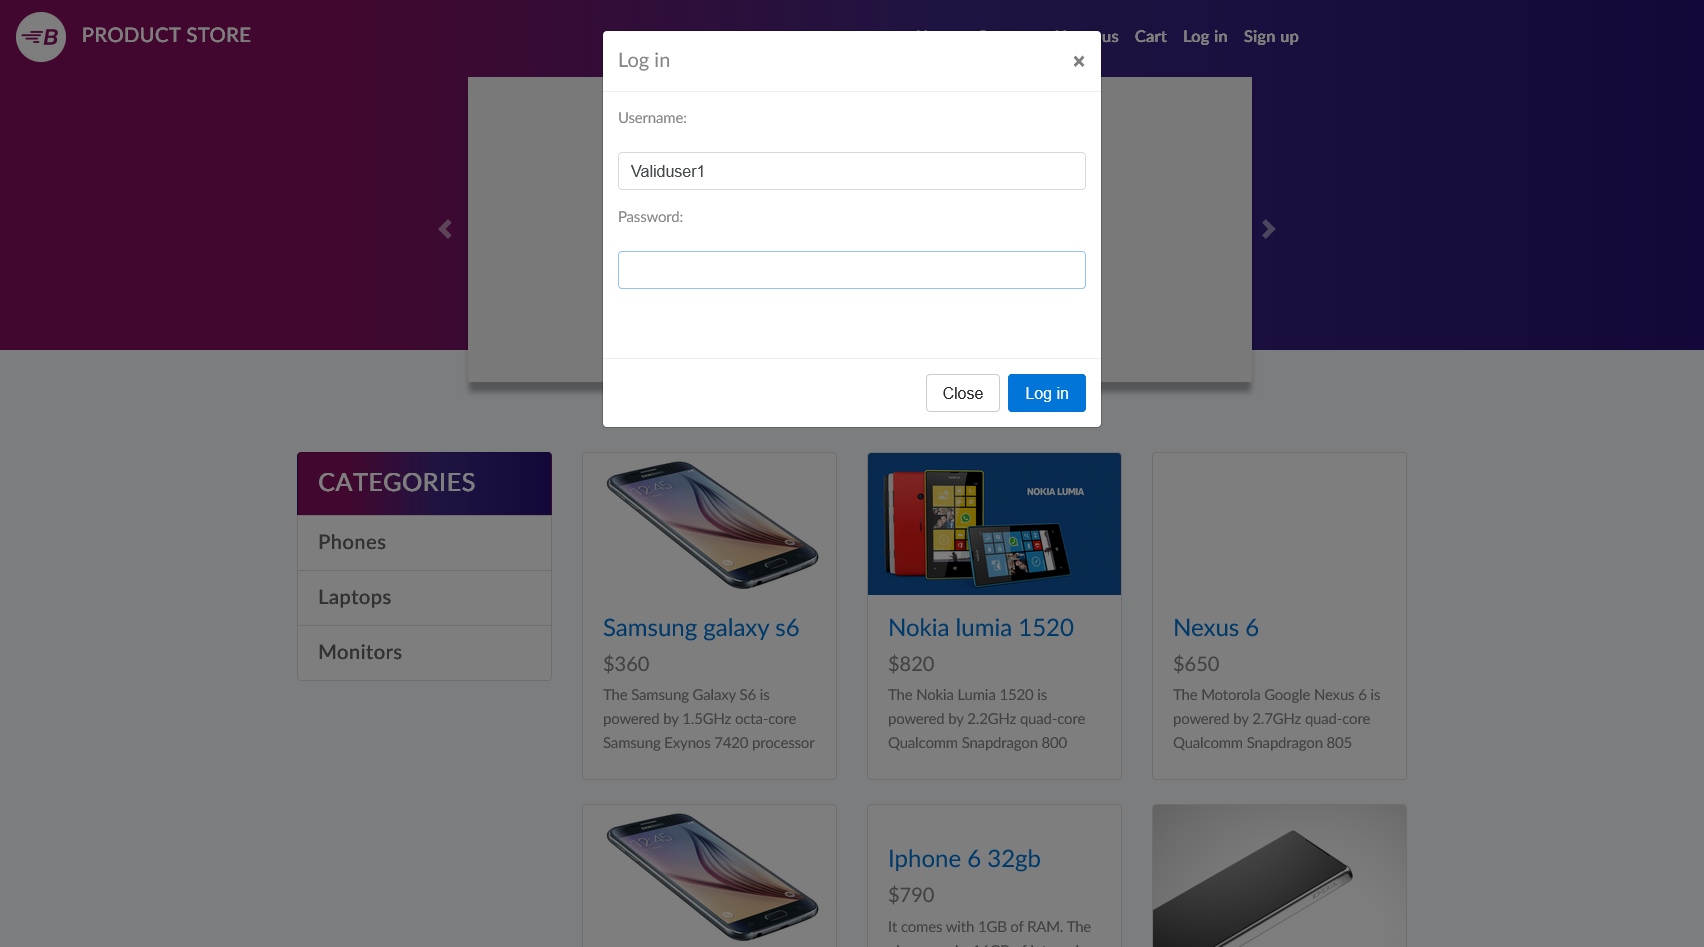 B PRODUCT STORE
us Cart Log in Sign up
Log in ×
Username:
Validuser1
Password:
Close Log in
CATEGORIES
Phones
Laptops
Monitors
12:45
Samsung galaxy s6
$360
The Samsung Galaxy S6 is
powered by 1.5GHz octa-core
Samsung Exynos 7420 processor
NOKIA LUMIA
Nokia lumia 1520
$820
The Nokia Lumia 1520 is
powered by 2.2GHz quad-core
Qualcomm Snapdragon 800
Nexus 6
$650
The Motorola Google Nexus 6 is
powered by 2.7GHz quad-core
Qualcomm Snapdragon 805
12:45
Iphone 6 32gb
$790
It comes with 1GB of RAM. The